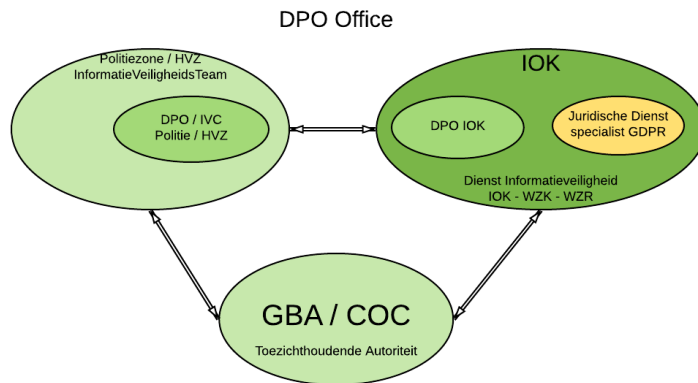 DPO Office
Politiezone / HVZ
InformatieVeiligheidsTeam
DPO / IVC
Politie / HVZ
IOK
DPO IOK
Juridische Dienst
specialist GDPR
Dienst Informatieveiligheid
IOK - WZK - WZR
GBA / COC
Toezichthoudende Autoriteit